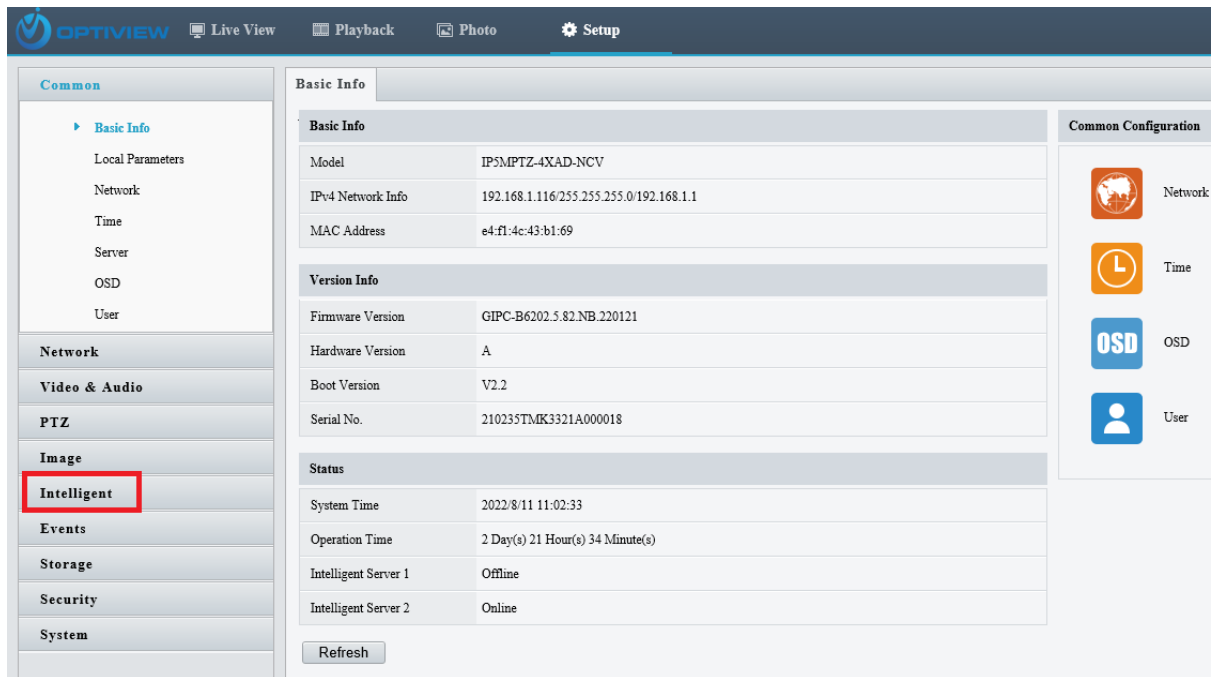 OPTIVIEW Live View Playback Photo Setup
Common
Basic Info
Local Parameters
Network
Time
Server
OSD
User
Network
Video & Audio
PTZ
Image
Intelligent
Events
Storage
Security
System
Basic Info
Basic Info
Model IP5MPTZ-4XAD-NCV
IPv4 Network Info 192.168.1.116/255.255.255.0/192.168.1.1
MAC Address e4:f1:4c:43:b1:69
Version Info
Firmware Version GIPC-B6202.5.82.NB.220121
Hardware Version A
Boot Version V2.2
Serial No. 210235TMK3321A000018
Status
System Time 2022/8/11 11:02:33
Operation Time 2 Day(s) 21 Hour(s) 34 Minute(s)
Intelligent Server 1 Offline
Intelligent Server 2 Online
Refresh
Common Configuration
Network
Time
OSD OSD
User